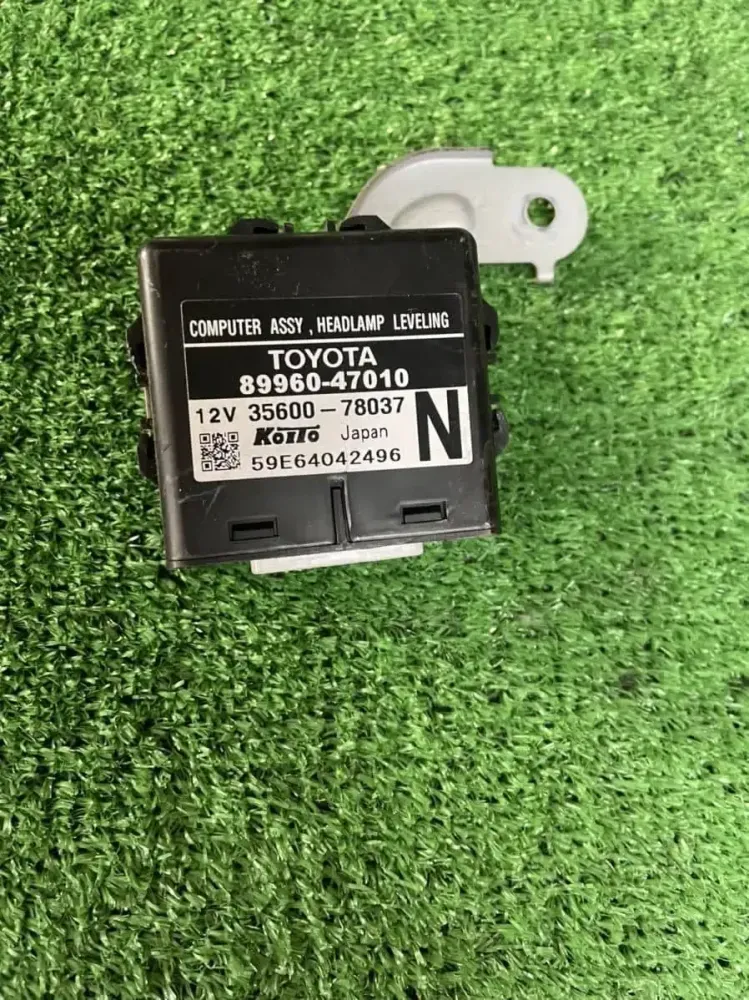 COMPUTER ASSY , HEADLAMP LEVELING
TOYOTA
89960-47010
12V 35600-78037
KOITO Japan
N
59E64042496